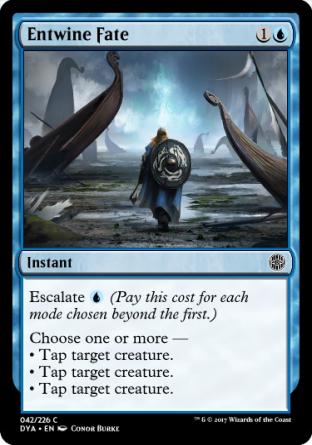 Entwine Fate 1
Instant
Escalate (Pay this cost for each
mode chosen beyond the first.)
Choose one or more —
• Tap target creature.
• Tap target creature.
• Tap target creature.
042/226 C
DYA • EN CONOR BURKE
™ & © 2017 Wizards of the Coast